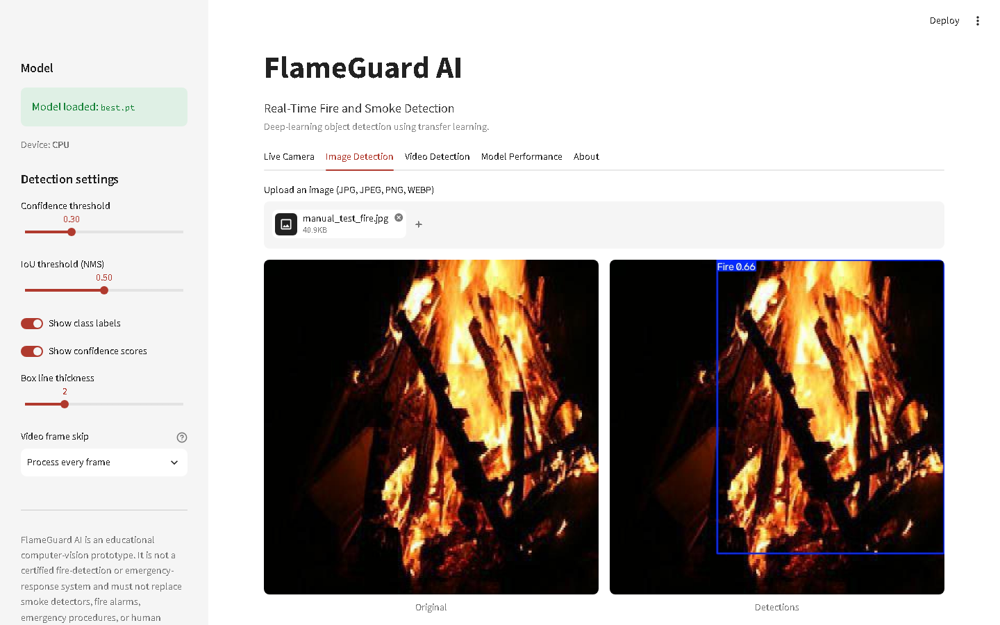 Deploy
Model
Model loaded: best.pt
Device: CPU
Detection settings
Confidence threshold
0.30
IoU threshold (NMS)
0.50
Show class labels
Show confidence scores
Box line thickness
2
Video frame skip
Process every frame
FlameGuard AI is an educational
computer-vision prototype. It is not a
certified fire-detection or emergency-
response system and must not replace
smoke detectors, fire alarms,
emergency procedures, or human
FlameGuard AI
Real-Time Fire and Smoke Detection
Deep-learning object detection using transfer learning.
Live Camera Image Detection Video Detection Model Performance About
Upload an image (JPG, JPEG, PNG, WEBP)
manual_test_fire.jpg
40.9KB
Fire 0.66
Original
Detections